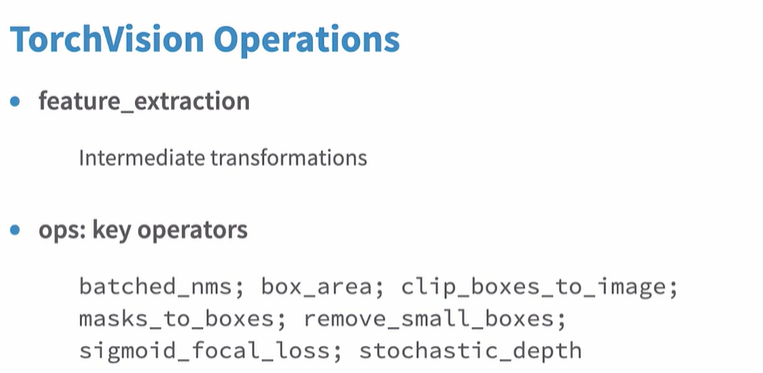 TorchVision Operations
• feature_extraction
Intermediate transformations
• ops: key operators
batched_nms; box_area; clip_boxes_to_image;
masks_to_boxes; remove_small_boxes;
sigmoid_focal_loss; stochastic_depth